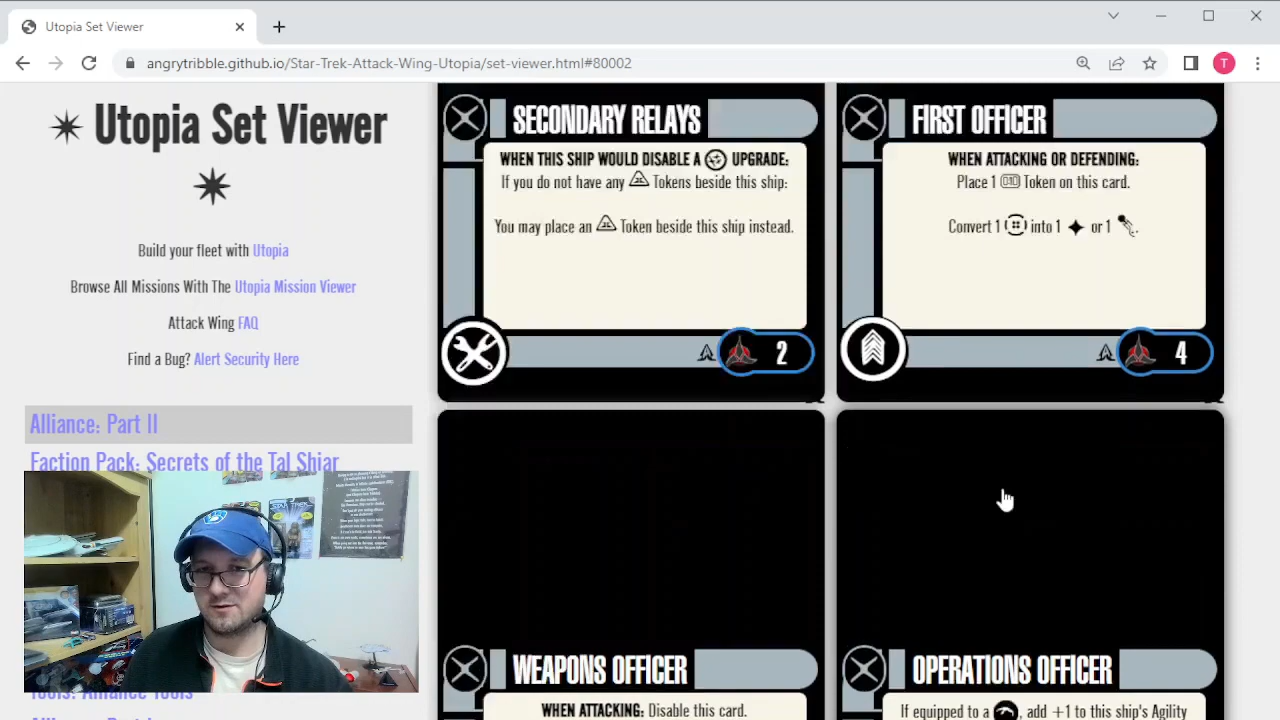 Utopia Set Viewer
angrytribble.github.io/Star-Trek-Attack-Wing-Utopia/set-viewer.html#80002
T
Utopia Set Viewer
Build your fleet with Utopia
Browse All Missions With The Utopia Mission Viewer
Attack Wing FAQ
Find a Bug? Alert Security Here
Alliance: Part II
Faction Pack: Secrets of the Tal Shiar
Tools: Alliance Tools
SECONDARY RELAYS
WHEN THIS SHIP WOULD DISABLE A UPGRADE:
If you do not have any Tokens beside this ship:
You may place an Token beside this ship instead.
2
FIRST OFFICER
WHEN ATTACKING OR DEFENDING:
Place 1 Token on this card.
Convert 1 into 1 or 1 .
4
WEAPONS OFFICER
WHEN ATTACKING: Disable this card.
OPERATIONS OFFICER
If equipped to a , add +1 to this ship's Agility